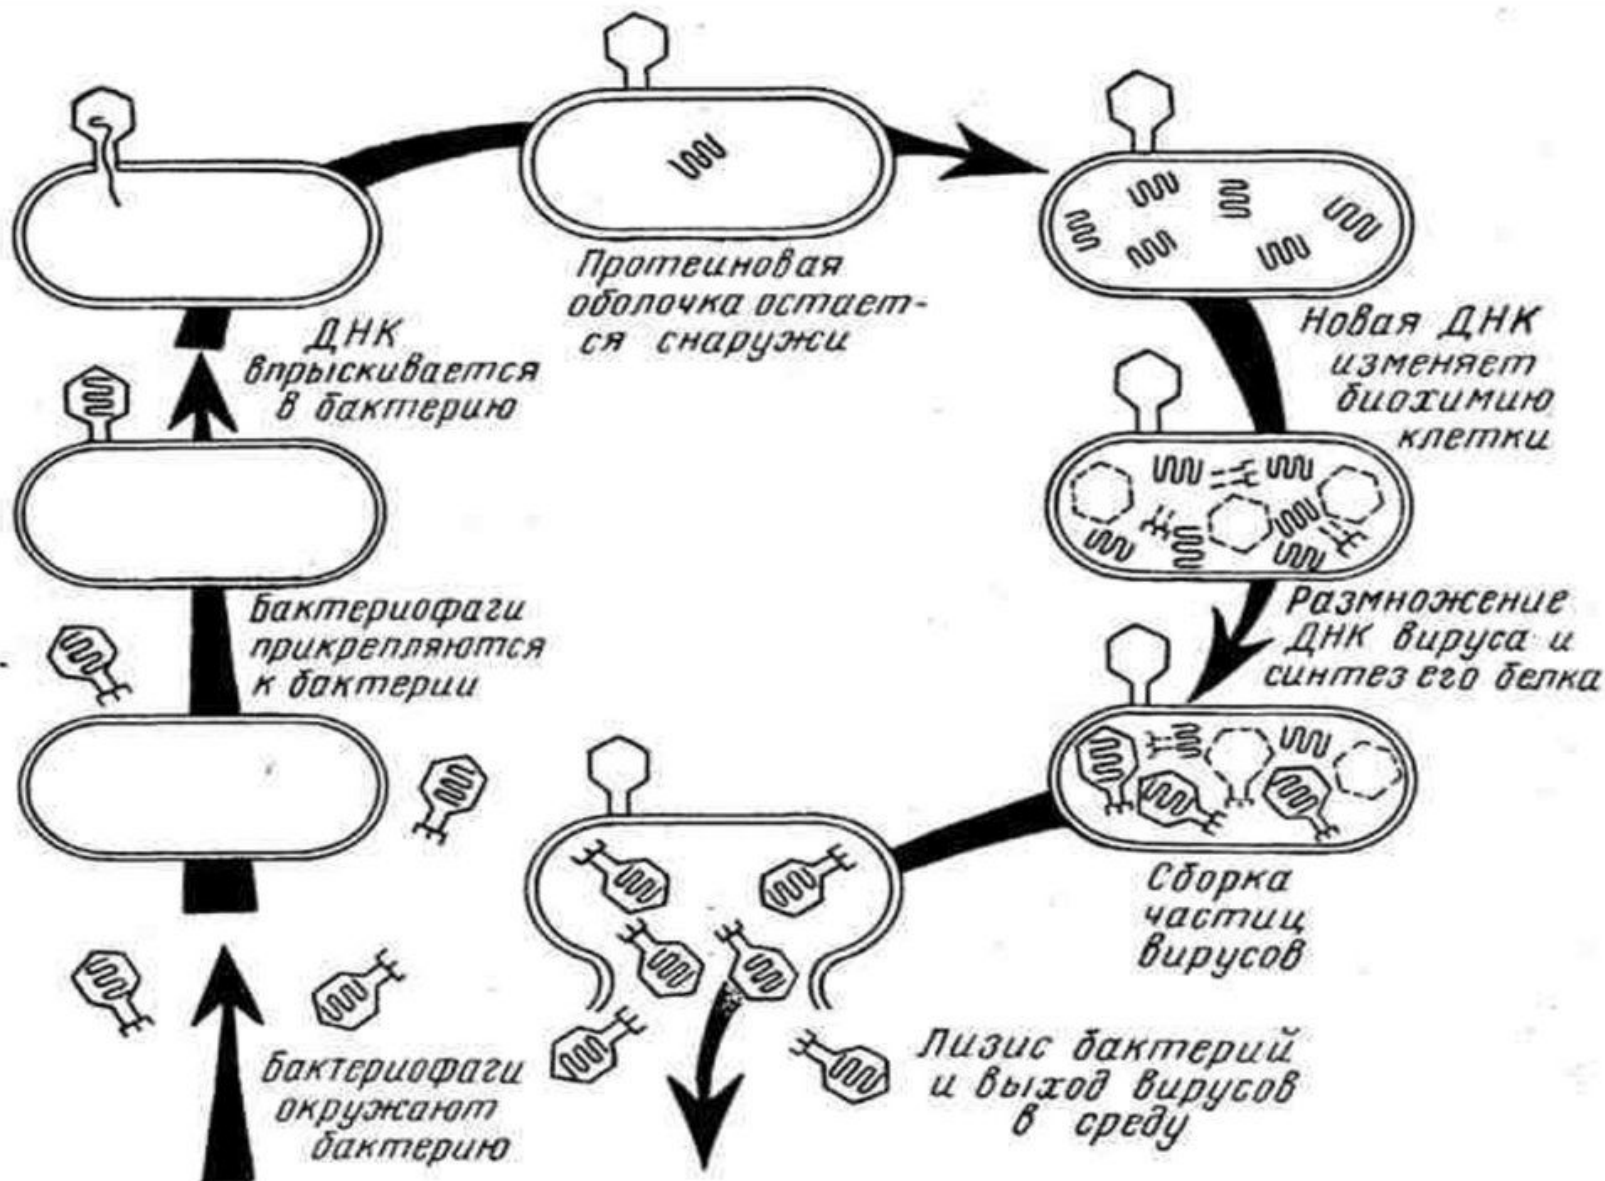 Бактериофаги
окружают
бактерию
Бактериофаги
прикрепляются
к бактерии
ДНК
впрыскивается
в бактерию
Протеиновая
оболочка остает-
ся снаружи
Новая ДНК
изменяет
биохимию
клетки
Размножение
ДНК вируса и
синтез его белка
Сборка
частиц
вирусов
Лизис бактерий
и выход вирусов
в среду